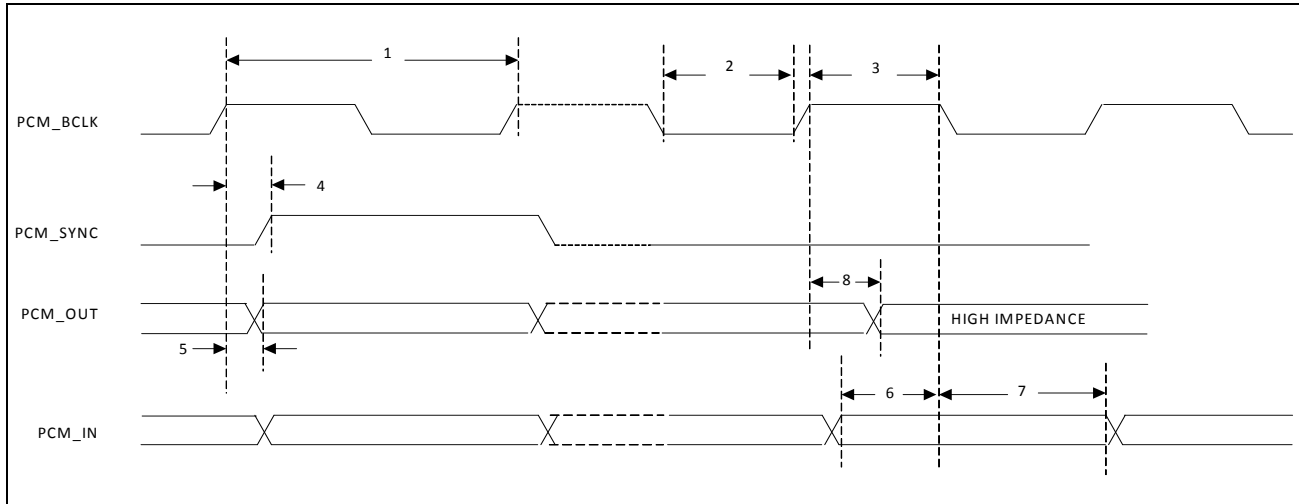 1
2
3
PCM_BCLK
4
PCM_SYNC
8
PCM_OUT
HIGH IMPEDANCE
5
6
7
PCM_IN